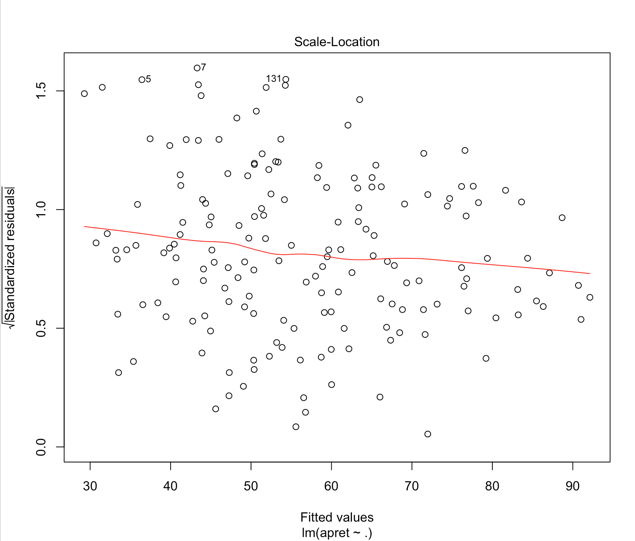 Scale-Location
√|Standardized residuals|
1.5
1.0
0.5
0.0
5
7
131
30 40 50 60 70 80 90
Fitted values
lm(apret ~ .)